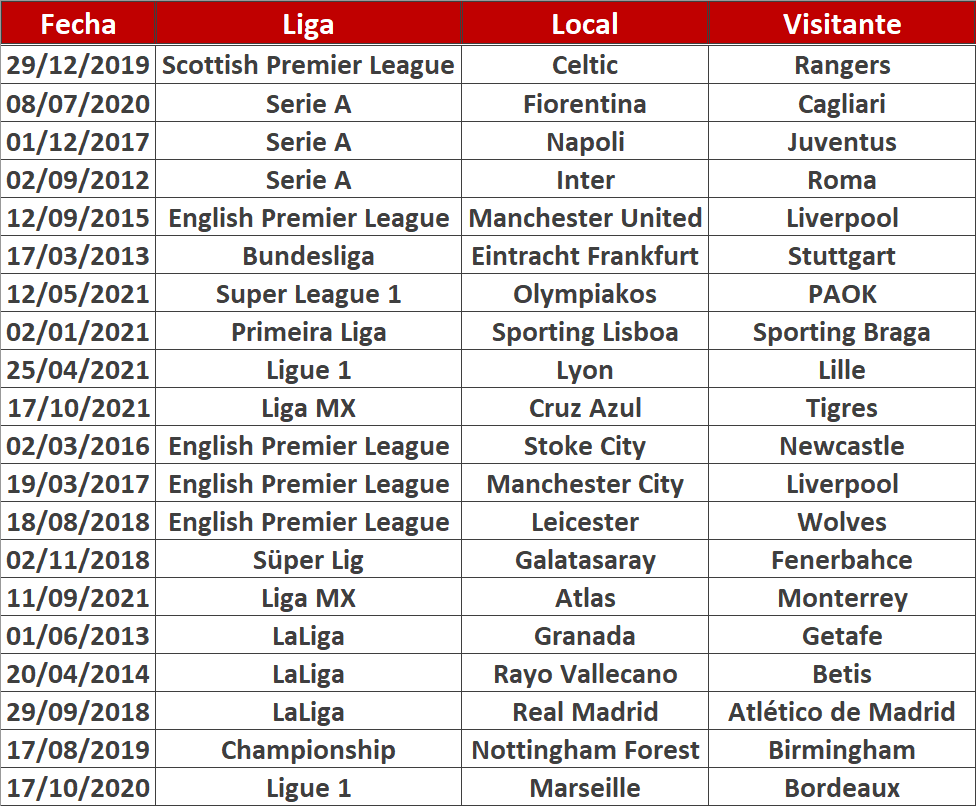 Fecha Liga Local Visitante
29/12/2019 Scottish Premier League Celtic Rangers
08/07/2020 Serie A Fiorentina Cagliari
01/12/2017 Serie A Napoli Juventus
02/09/2012 Serie A Inter Roma
12/09/2015 English Premier League Manchester United Liverpool
17/03/2013 Bundesliga Eintracht Frankfurt Stuttgart
12/05/2021 Super League 1 Olympiakos PAOK
02/01/2021 Primeira Liga Sporting Lisboa Sporting Braga
25/04/2021 Ligue 1 Lyon Lille
17/10/2021 Liga MX Cruz Azul Tigres
02/03/2016 English Premier League Stoke City Newcastle
19/03/2017 English Premier League Manchester City Liverpool
18/08/2018 English Premier League Leicester Wolves
02/11/2018 Süper Lig Galatasaray Fenerbahce
11/09/2021 Liga MX Atlas Monterrey
01/06/2013 LaLiga Granada Getafe
20/04/2014 LaLiga Rayo Vallecano Betis
29/09/2018 LaLiga Real Madrid Atlético de Madrid
17/08/2019 Championship Nottingham Forest Birmingham
17/10/2020 Ligue 1 Marseille Bordeaux